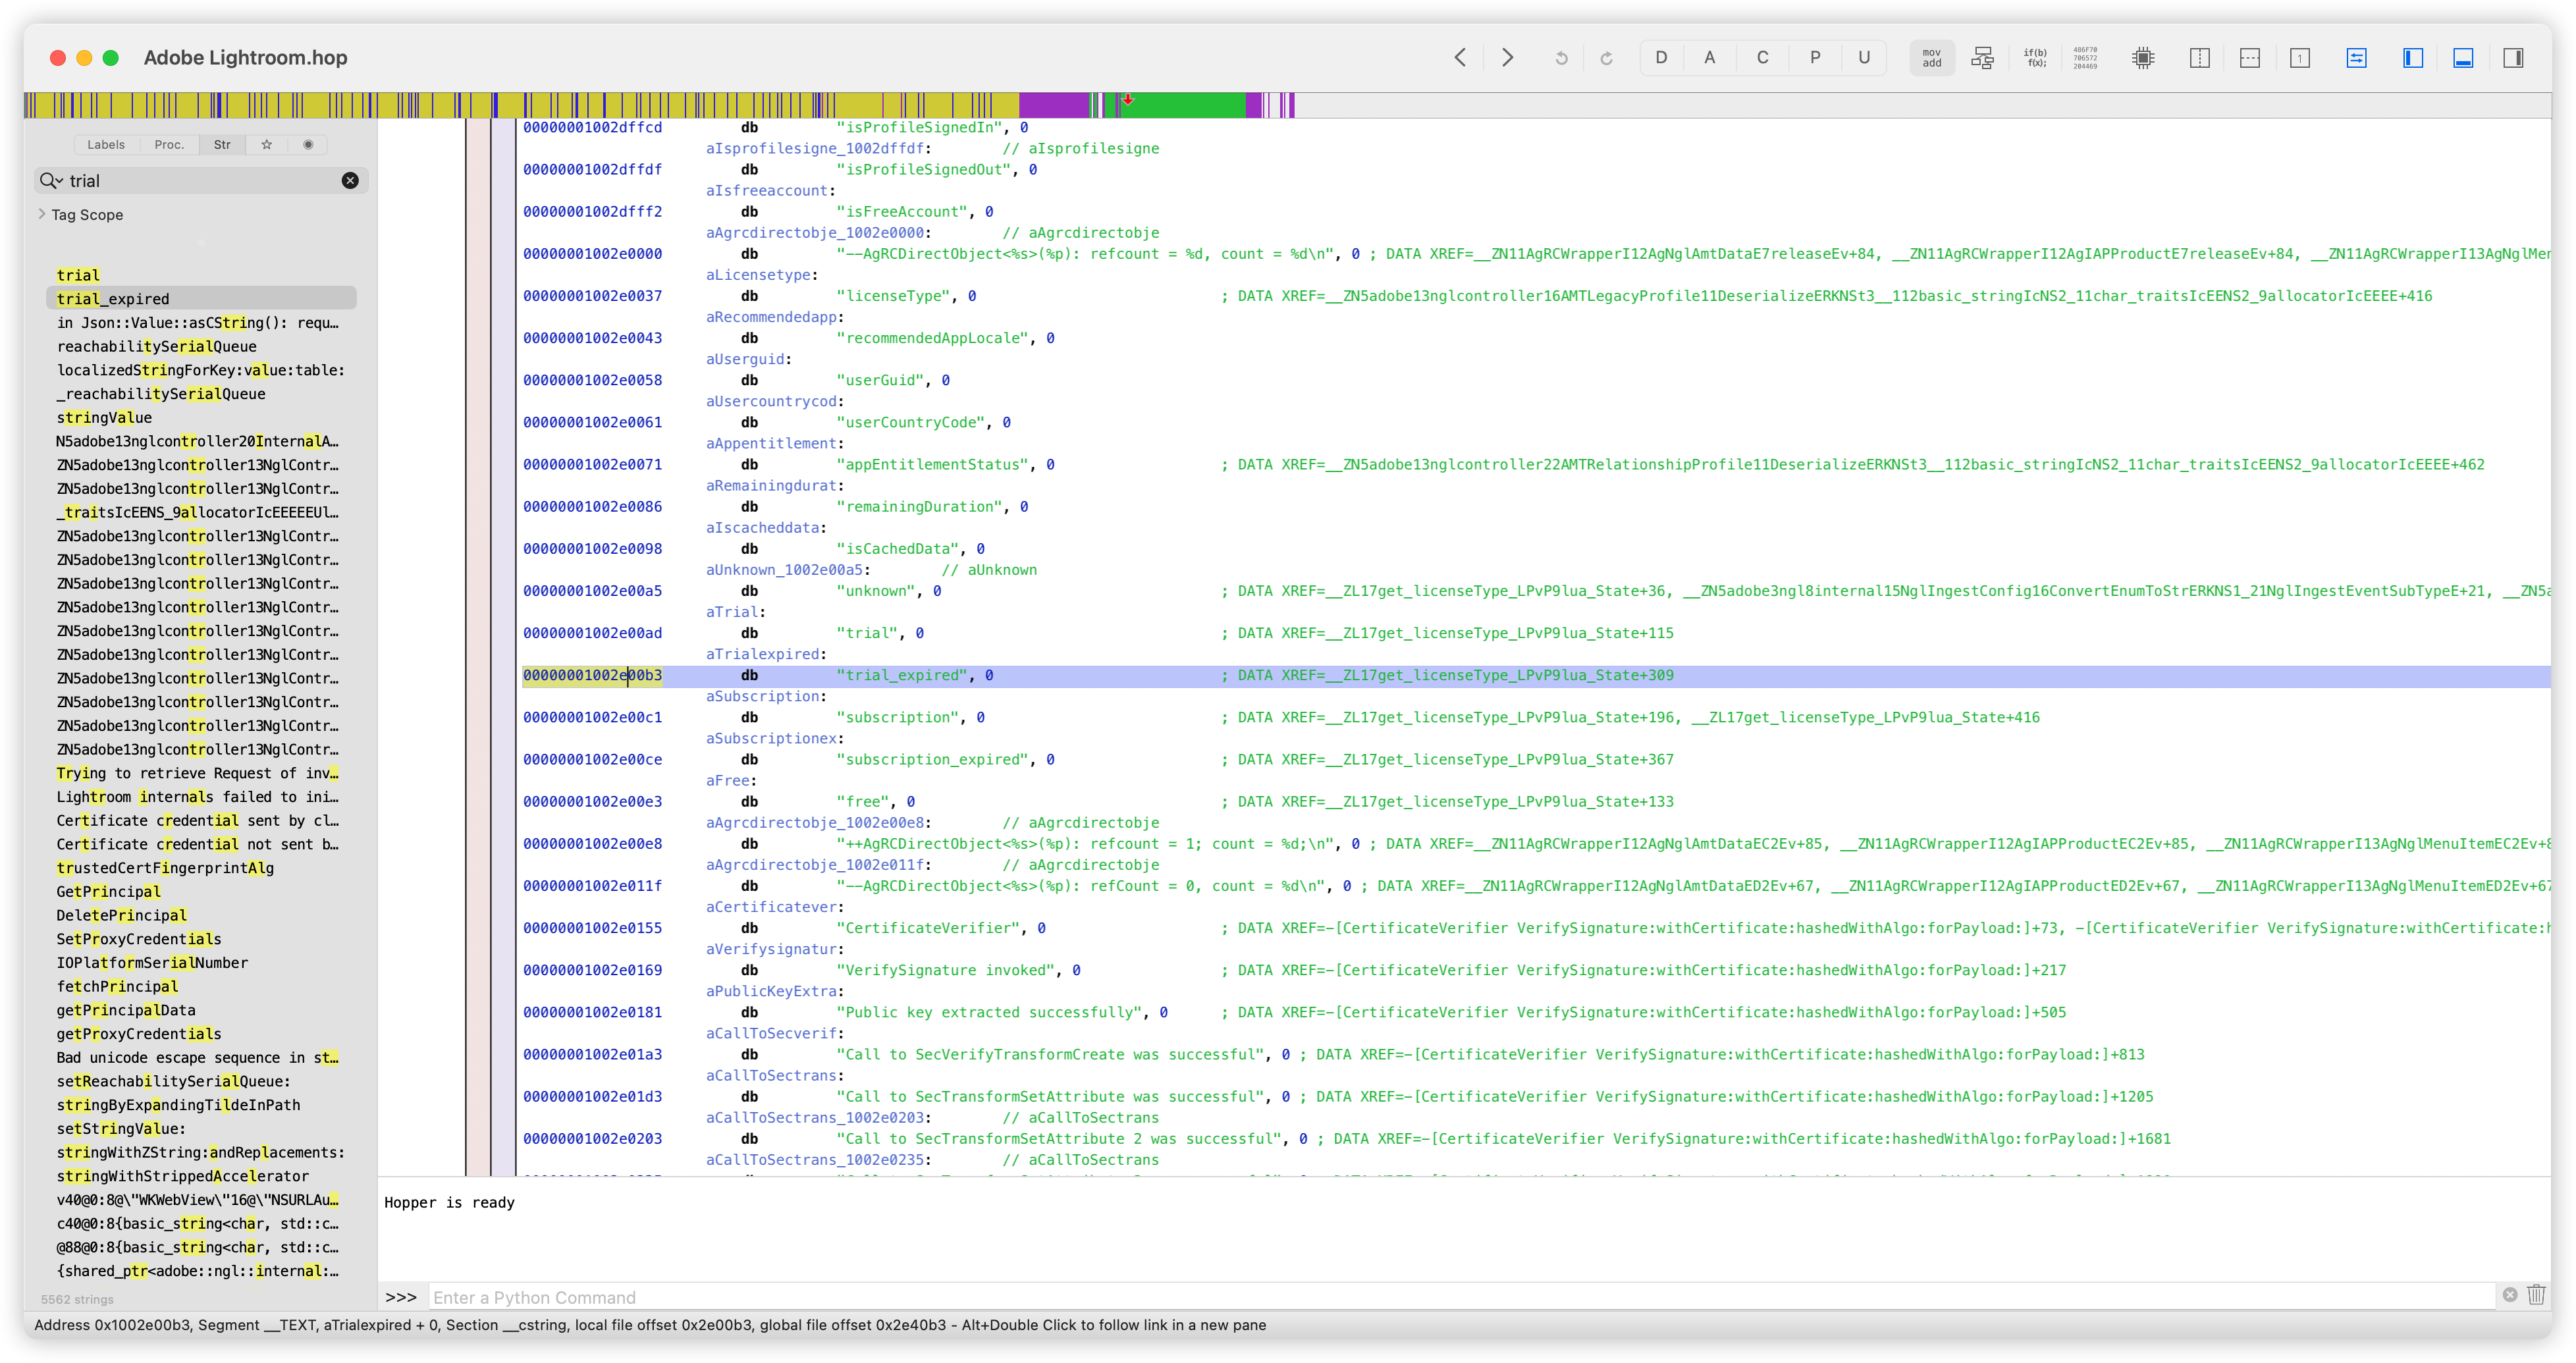 Adobe Lightroom.hop
D A C P U
mov add
if(b) f(x);
1
Labels Proc. Str
trial
Tag Scope
trial
trial_expired
in Json::Value::asCString(): requ…
reachabilitySerialQueue
localizedStringForKey:value:table:
_reachabilitySerialQueue
stringValue
N5adobe13nglcontroller20InternalA…
ZN5adobe13nglcontroller13NglContr…
ZN5adobe13nglcontroller13NglContr…
_traitsIcEENS_9allocatorIcEEEEEUl…
ZN5adobe13nglcontroller13NglContr…
ZN5adobe13nglcontroller13NglContr…
ZN5adobe13nglcontroller13NglContr…
ZN5adobe13nglcontroller13NglContr…
ZN5adobe13nglcontroller13NglContr…
ZN5adobe13nglcontroller13NglContr…
ZN5adobe13nglcontroller13NglContr…
ZN5adobe13nglcontroller13NglContr…
ZN5adobe13nglcontroller13NglContr…
ZN5adobe13nglcontroller13NglContr…
Trying to retrieve Request of inv…
Lightroom internals failed to ini…
Certificate credential sent by cl…
Certificate credential not sent b…
trustedCertFingerprintAlg
GetPrincipal
DeletePrincipal
SetProxyCredentials
IOPlatformSerialNumber
fetchPrincipal
getPrincipalData
getProxyCredentials
Bad unicode escape sequence in st…
setReachabilitySerialQueue:
stringByExpandingTildeInPath
setStringValue:
stringWithZString:andReplacements:
stringWithStrippedAccelerator
v40@0:8@\"WKWebView\"16@\"NSURLAu…
c40@0:8{basic_string<char, std::c…
@88@0:8{basic_string<char, std::c…
{shared_ptr<adobe::ngl::internal:…
5562 strings
00000001002dffcd db "isProfileSignedIn", 0
aIsprofilesigne_1002dffdf: // aIsprofilesigne
00000001002dffdf db "isProfileSignedOut", 0
aIsfreeaccount:
00000001002dfff2 db "isFreeAccount", 0
aAgrcdirectobje_1002e0000: // aAgrcdirectobje
00000001002e0000 db "--AgRCDirectObject<%s>(%p): refcount = %d, count = %d\n", 0 ; DATA XREF=__ZN11AgRCWrapperI12AgNglAmtDataE7releaseEv+84, __ZN11AgRCWrapperI12AgIAPProductE7releaseEv+84, __ZN11AgRCWrapperI13AgNglMen
aLicensetype:
00000001002e0037 db "licenseType", 0 ; DATA XREF=__ZN5adobe13nglcontroller16AMTLegacyProfile11DeserializeERKNSt3__112basic_stringIcNS2_11char_traitsIcEENS2_9allocatorIcEEEE+416
aRecommendedapp:
00000001002e0043 db "recommendedAppLocale", 0
aUserguid:
00000001002e0058 db "userGuid", 0
aUsercountrycod:
00000001002e0061 db "userCountryCode", 0
aAppentitlement:
00000001002e0071 db "appEntitlementStatus", 0 ; DATA XREF=__ZN5adobe13nglcontroller22AMTRelationshipProfile11DeserializeERKNSt3__112basic_stringIcNS2_11char_traitsIcEENS2_9allocatorIcEEEE+462
aRemainingdurat:
00000001002e0086 db "remainingDuration", 0
aIscacheddata:
00000001002e0098 db "isCachedData", 0
aUnknown_1002e00a5: // aUnknown
00000001002e00a5 db "unknown", 0 ; DATA XREF=__ZL17get_licenseType_LPvP9lua_State+36, __ZN5adobe3ngl8internal15NglIngestConfig16ConvertEnumToStrERKNS1_21NglIngestEventSubTypeE+21, __ZN5a
aTrial:
00000001002e00ad db "trial", 0 ; DATA XREF=__ZL17get_licenseType_LPvP9lua_State+115
aTrialexpired:
00000001002e00b3 db "trial_expired", 0 ; DATA XREF=__ZL17get_licenseType_LPvP9lua_State+309
aSubscription:
00000001002e00c1 db "subscription", 0 ; DATA XREF=__ZL17get_licenseType_LPvP9lua_State+196, __ZL17get_licenseType_LPvP9lua_State+416
aSubscriptionex:
00000001002e00ce db "subscription_expired", 0 ; DATA XREF=__ZL17get_licenseType_LPvP9lua_State+367
aFree:
00000001002e00e3 db "free", 0 ; DATA XREF=__ZL17get_licenseType_LPvP9lua_State+133
aAgrcdirectobje_1002e00e8: // aAgrcdirectobje
00000001002e00e8 db "++AgRCDirectObject<%s>(%p): refcount = 1; count = %d;\n", 0 ; DATA XREF=__ZN11AgRCWrapperI12AgNglAmtDataEC2Ev+85, __ZN11AgRCWrapperI12AgIAPProductEC2Ev+85, __ZN11AgRCWrapperI13AgNglMenuItemEC2Ev+8
aAgrcdirectobje_1002e011f: // aAgrcdirectobje
00000001002e011f db "--AgRCDirectObject<%s>(%p): refCount = 0, count = %d\n", 0 ; DATA XREF=__ZN11AgRCWrapperI12AgNglAmtDataED2Ev+67, __ZN11AgRCWrapperI12AgIAPProductED2Ev+67, __ZN11AgRCWrapperI13AgNglMenuItemED2Ev+67
aCertificatever:
00000001002e0155 db "CertificateVerifier", 0 ; DATA XREF=-[CertificateVerifier VerifySignature:withCertificate:hashedWithAlgo:forPayload:]+73, -[CertificateVerifier VerifySignature:withCertificate:h
aVerifysignatur:
00000001002e0169 db "VerifySignature invoked", 0 ; DATA XREF=-[CertificateVerifier VerifySignature:withCertificate:hashedWithAlgo:forPayload:]+217
aPublicKeyExtra:
00000001002e0181 db "Public key extracted successfully", 0 ; DATA XREF=-[CertificateVerifier VerifySignature:withCertificate:hashedWithAlgo:forPayload:]+505
aCallToSecverif:
00000001002e01a3 db "Call to SecVerifyTransformCreate was successful", 0 ; DATA XREF=-[CertificateVerifier VerifySignature:withCertificate:hashedWithAlgo:forPayload:]+813
aCallToSectrans:
00000001002e01d3 db "Call to SecTransformSetAttribute was successful", 0 ; DATA XREF=-[CertificateVerifier VerifySignature:withCertificate:hashedWithAlgo:forPayload:]+1205
aCallToSectrans_1002e0203: // aCallToSectrans
00000001002e0203 db "Call to SecTransformSetAttribute 2 was successful", 0 ; DATA XREF=-[CertificateVerifier VerifySignature:withCertificate:hashedWithAlgo:forPayload:]+1681
aCallToSectrans_1002e0235: // aCallToSectrans
Hopper is ready
>>> Enter a Python Command
Address 0x1002e00b3, Segment __TEXT, aTrialexpired + 0, Section __cstring, local file offset 0x2e00b3, global file offset 0x2e40b3 - Alt+Double Click to follow link in a new pane